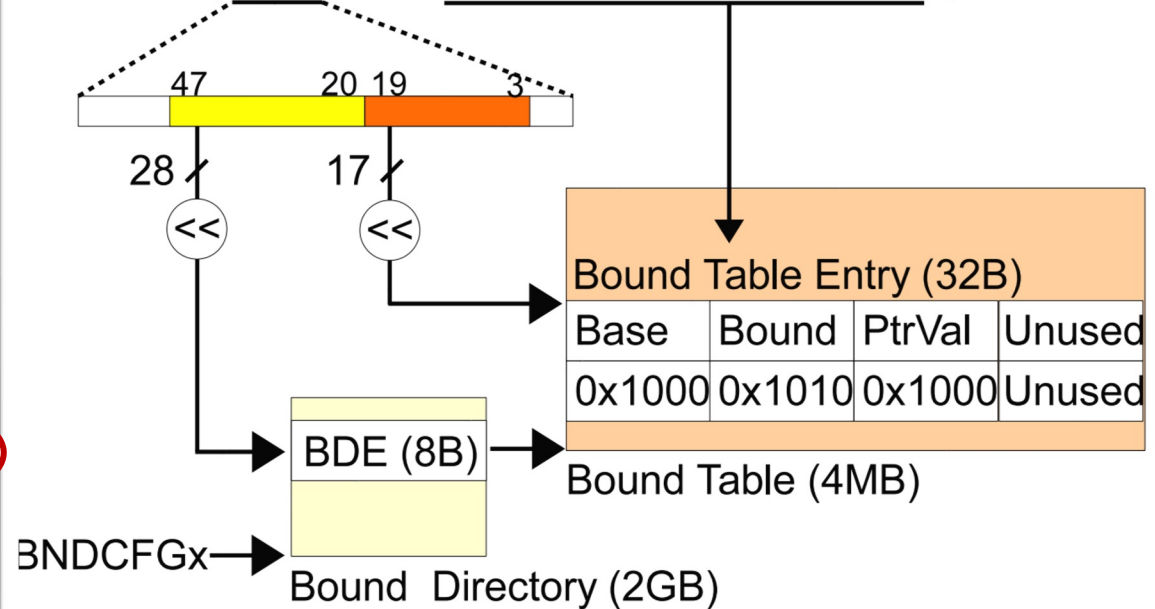 47 20 19 3
28 17
<< <<
Bound Table Entry (32B)
Base Bound PtrVal Unused
0x1000 0x1010 0x1000 Unused
BDE (8B)
Bound Table (4MB)
BNDCFGx
Bound Directory (2GB)